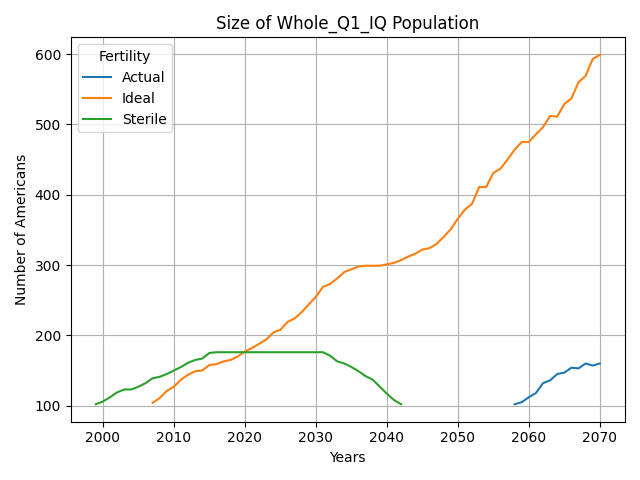 Size of Whole_Q1_IQ Population
Fertility
Actual
Ideal
Sterile
Number of Americans
600
500
400
300
200
100
2000 2010 2020 2030 2040 2050 2060 2070
Years